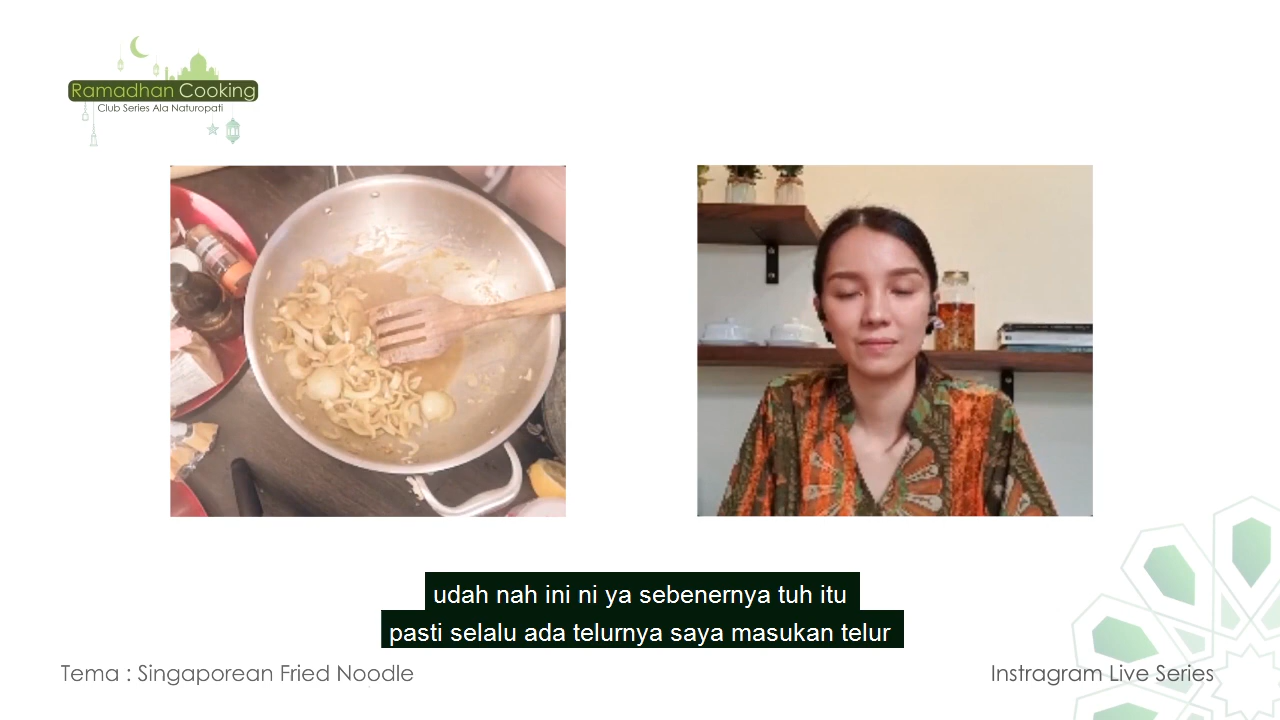 Ramadhan Cooking
Club Series Ala Naturopati
udah nah ini ni ya sebenernya tuh itu
pasti selalu ada telurnya saya masukan telur
Tema : Singaporean Fried Noodle
Instragram Live Series